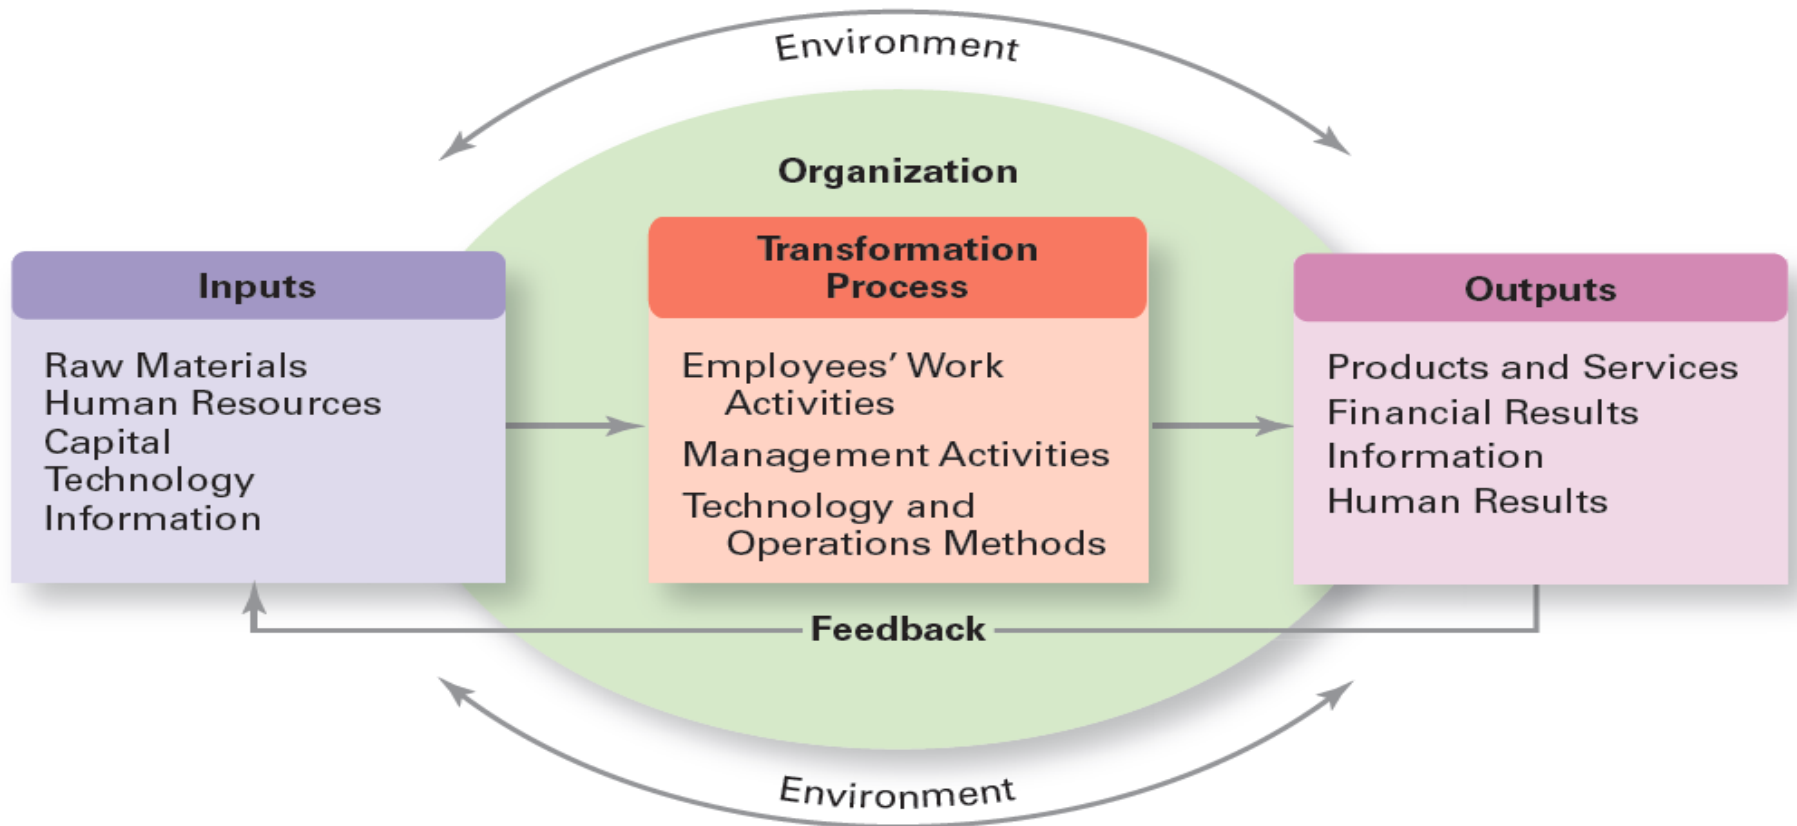 Environment
Organization
Inputs
Raw Materials
Human Resources
Capital
Technology
Information
Transformation
Process
Employees’ Work
Activities
Management Activities
Technology and
Operations Methods
Outputs
Products and Services
Financial Results
Information
Human Results
Feedback
Environment